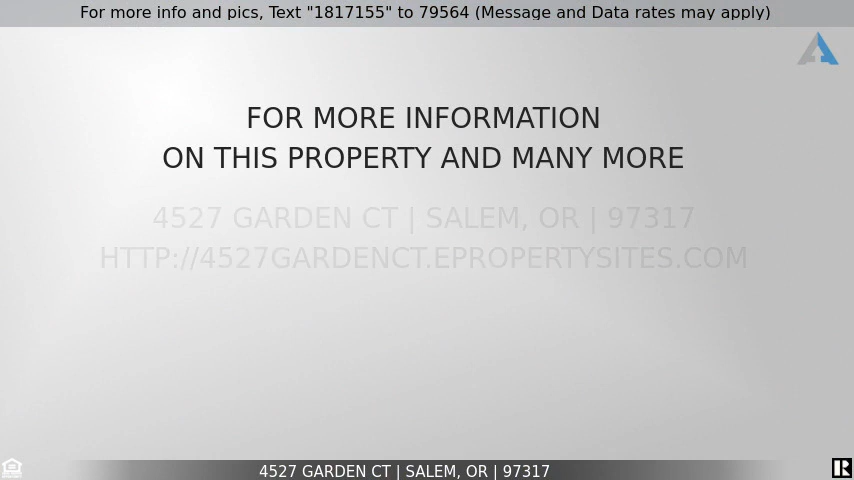 For more info and pics, Text "1817155" to 79564 (Message and Data rates may apply)
FOR MORE INFORMATION
ON THIS PROPERTY AND MANY MORE
4527 GARDEN CT | SALEM, OR | 97317
HTTP://4527GARDENCT.EPROPERTYSITES.COM
4527 GARDEN CT | SALEM, OR | 97317